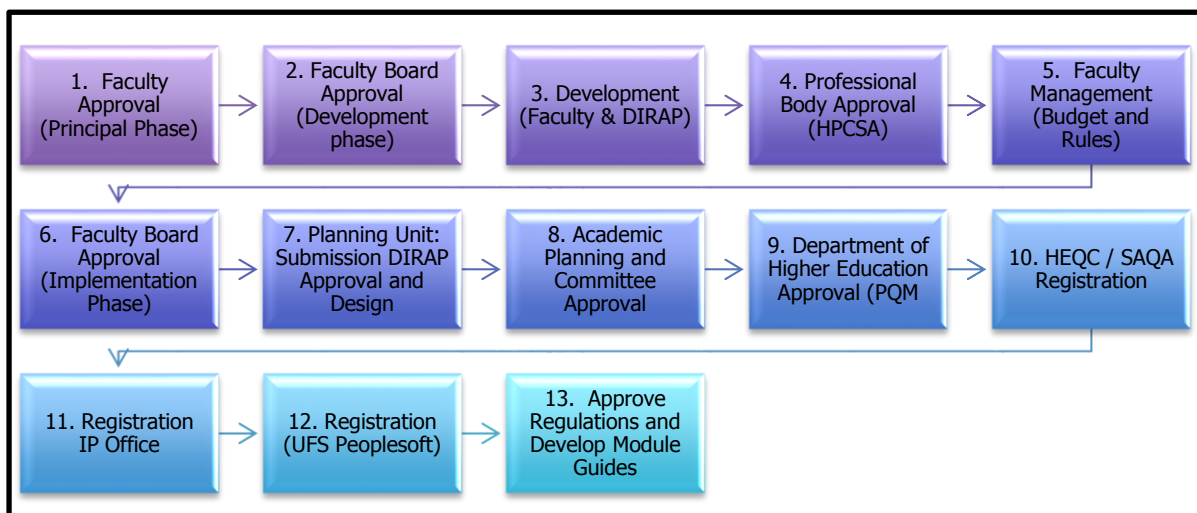 1. Faculty
Approval
(Principal Phase)
2. Faculty Board
Approval
(Development
phase)
3. Development
(Faculty & DIRAP)
4. Professional
Body Approval
(HPCSA)
5. Faculty
Management
(Budget and
Rules)
6. Faculty Board
Approval
(Implementation
Phase)
7. Planning Unit:
Submission DIRAP
Approval and
Design
8. Academic
Planning and
Committee
Approval
9. Department of
Higher Education
Approval (PQM
10. HEQC / SAQA
Registration
11. Registration
IP Office
12. Registration
(UFS Peoplesoft)
13. Approve
Regulations and
Develop Module
Guides